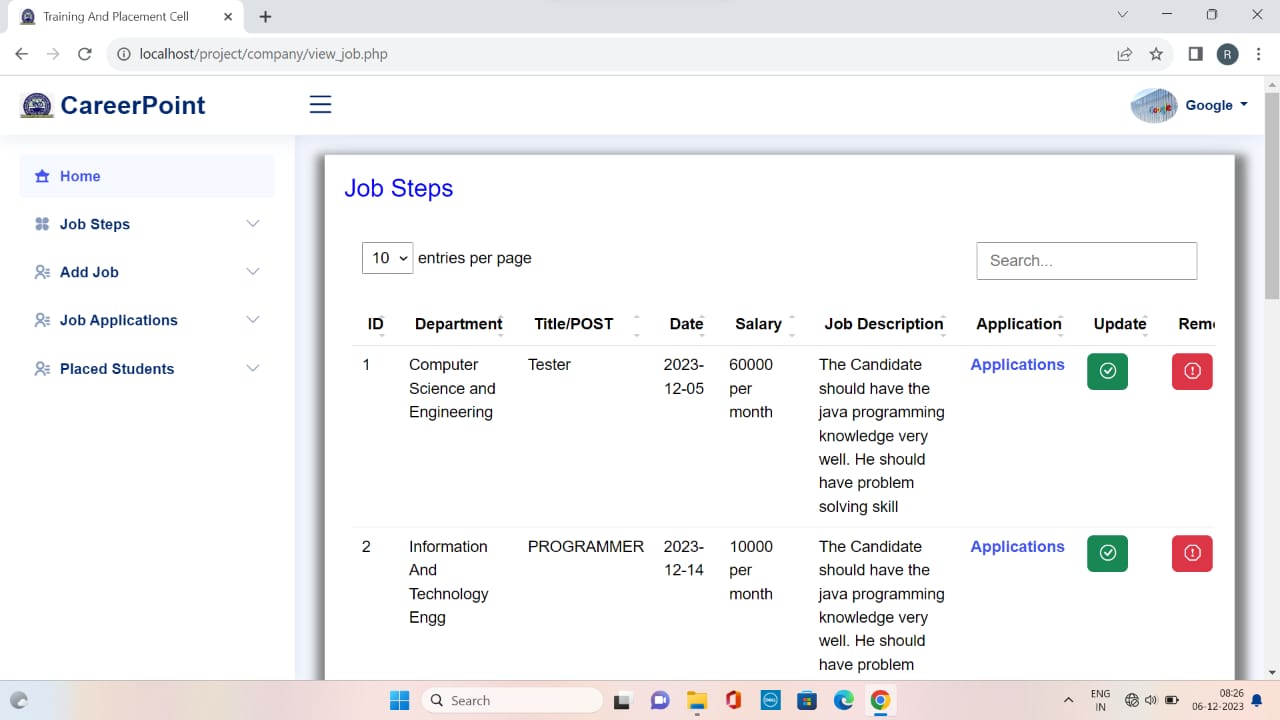 Training And Placement Cell
localhost/project/company/view_job.php
R
CareerPoint
Google
Home
Job Steps
Add Job
Job Applications
Placed Students
Job Steps
10 entries per page
Search...
ID Department Title/POST Date Salary Job Description Application Update Remo
1 Computer Tester 2023- 60000 The Candidate Applications
Science and 12-05 per should have the
Engineering month java programming
knowledge very
well. He should
have problem
solving skill
2 Information PROGRAMMER 2023- 10000 The Candidate Applications
And 12-14 per should have the
Technology month java programming
Engg knowledge very
well. He should
have problem
Search
ENG
IN
08:26
06-12-2023